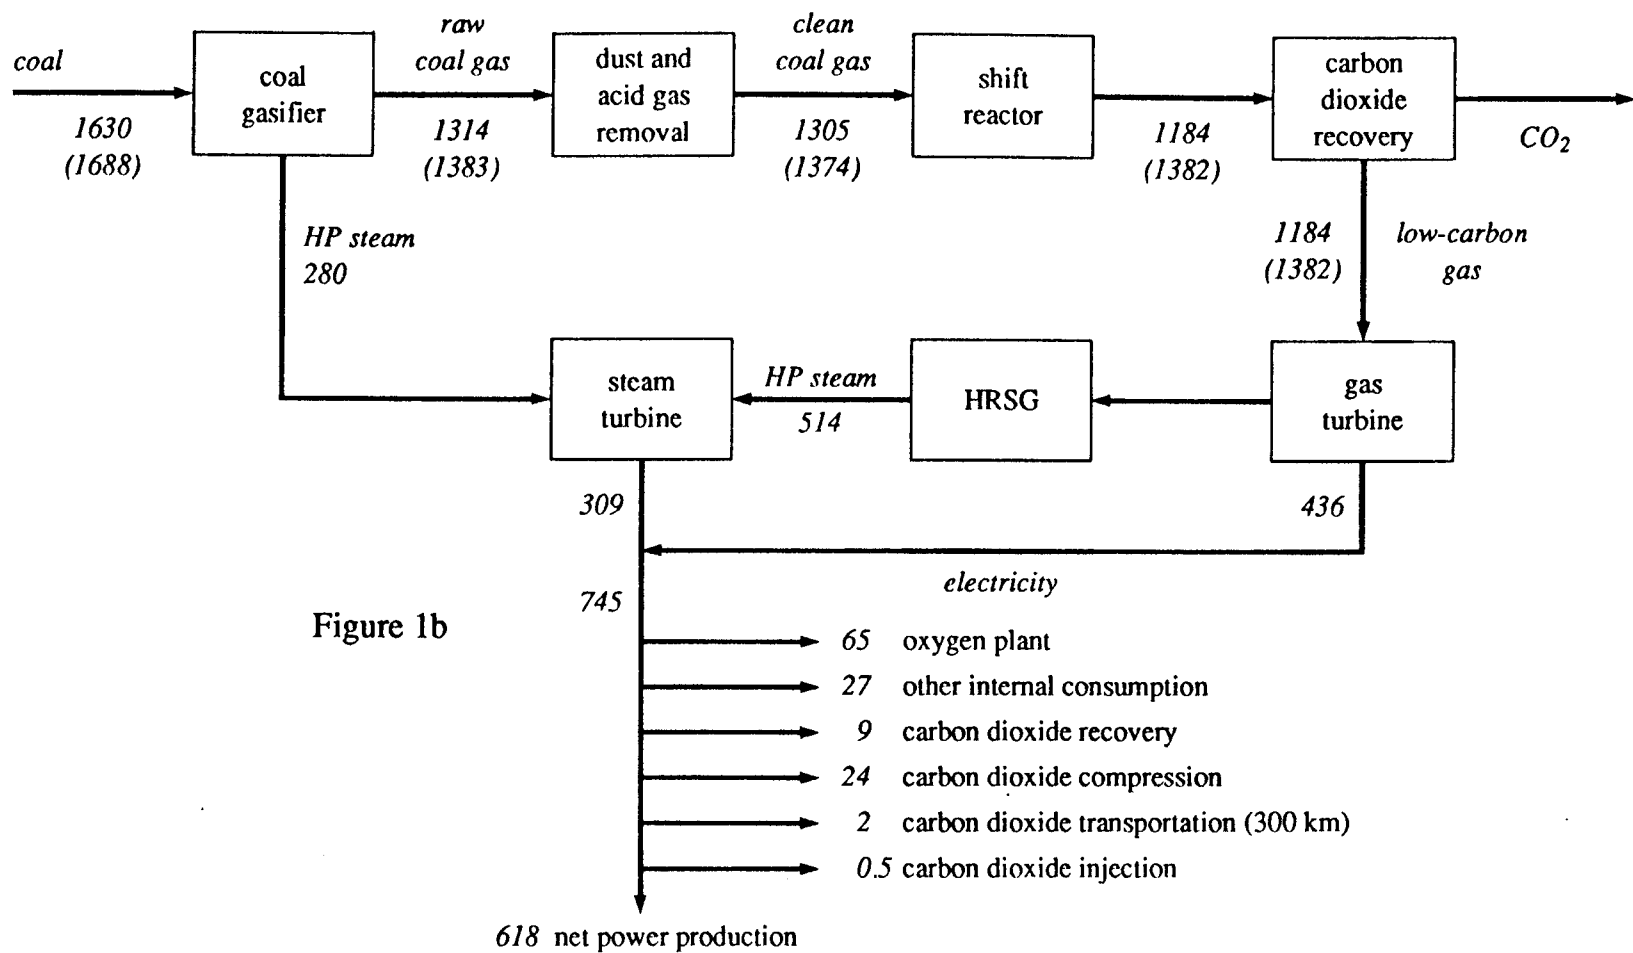 coal
1630
(1688)
coal
gasifier
raw
coal gas
1314
(1383)
dust and
acid gas
removal
clean
coal gas
1305
(1374)
shift
reactor
1184
(1382)
carbon
dioxide
recovery
CO2
HP steam
280
1184
(1382)
low-carbon
gas
steam
turbine
HP steam
514
HRSG
gas
turbine
309
436
electricity
745
Figure 1b
65 oxygen plant
27 other internal consumption
9 carbon dioxide recovery
24 carbon dioxide compression
2 carbon dioxide transportation (300 km)
0.5 carbon dioxide injection
618 net power production